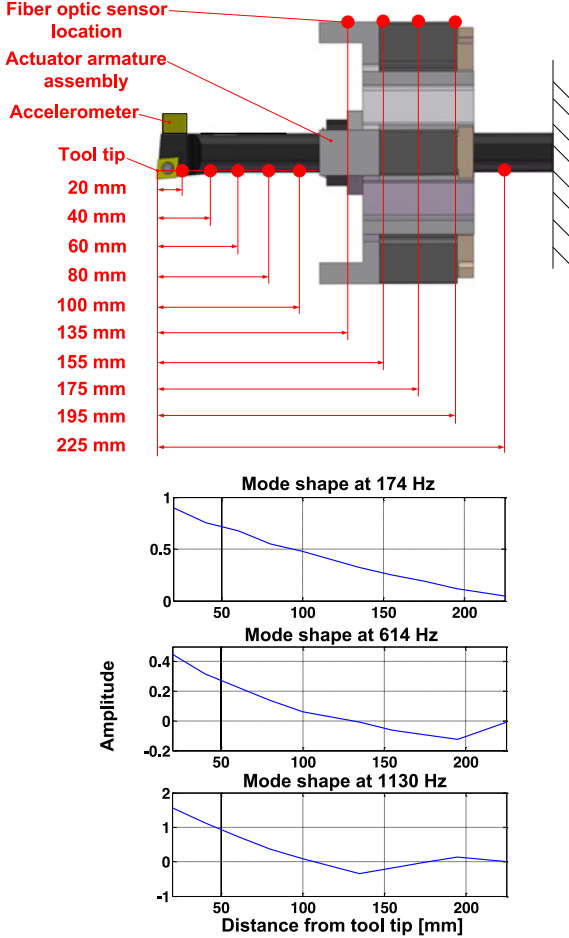 Fiber optic sensor
location
Actuator armature
assembly
Accelerometer
Tool tip
20 mm
40 mm
60 mm
80 mm
100 mm
135 mm
155 mm
175 mm
195 mm
225 mm
Mode shape at 174 Hz
1
0.5
0
50 100 150 200
Mode shape at 614 Hz
0.4
0.2
0
-0.2
50 100 150 200
Amplitude
Mode shape at 1130 Hz
2
1
0
-1
50 100 150 200
Distance from tool tip [mm]